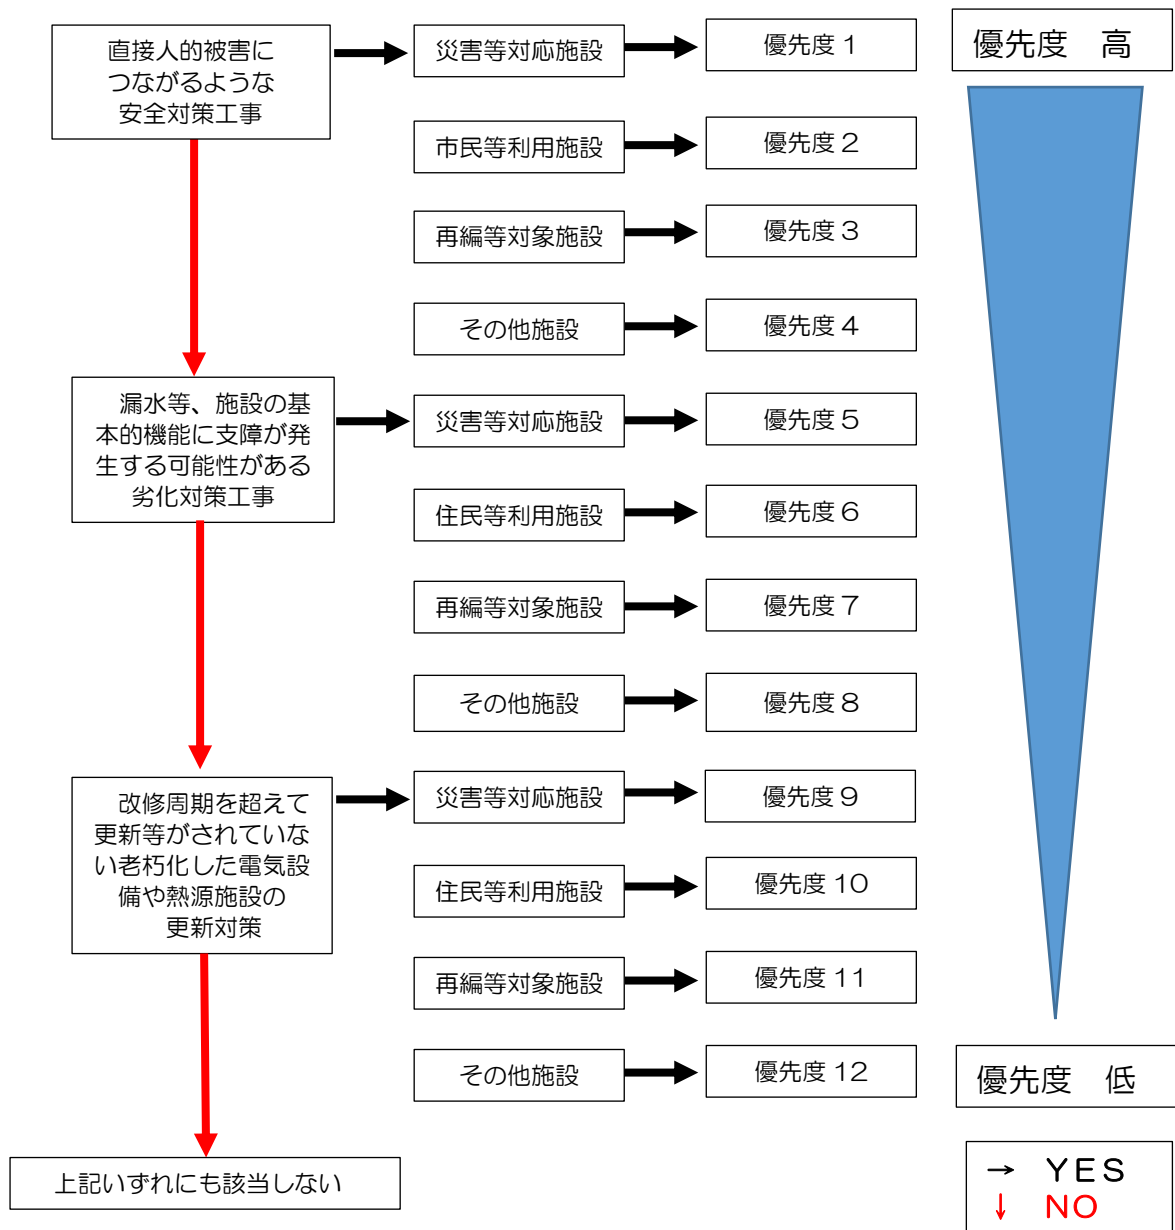 直接人的被害に
つながるような
安全対策工事
災害等対応施設
優先度1
市民等利用施設
優先度2
再編等対象施設
優先度3
その他施設
優先度4
漏水等、施設の基
本的機能に支障が発
生する可能性がある
劣化対策工事
災害等対応施設
優先度5
住民等利用施設
優先度6
再編等対象施設
優先度7
その他施設
優先度8
改修周期を超えて
更新等がされていな
い老朽化した電気設
備や熱源施設の
更新対策
災害等対応施設
優先度9
住民等利用施設
優先度10
再編等対象施設
優先度11
その他施設
優先度12
上記いずれにも該当しない
優先度 高
優先度 低
→ YES
↓ NO